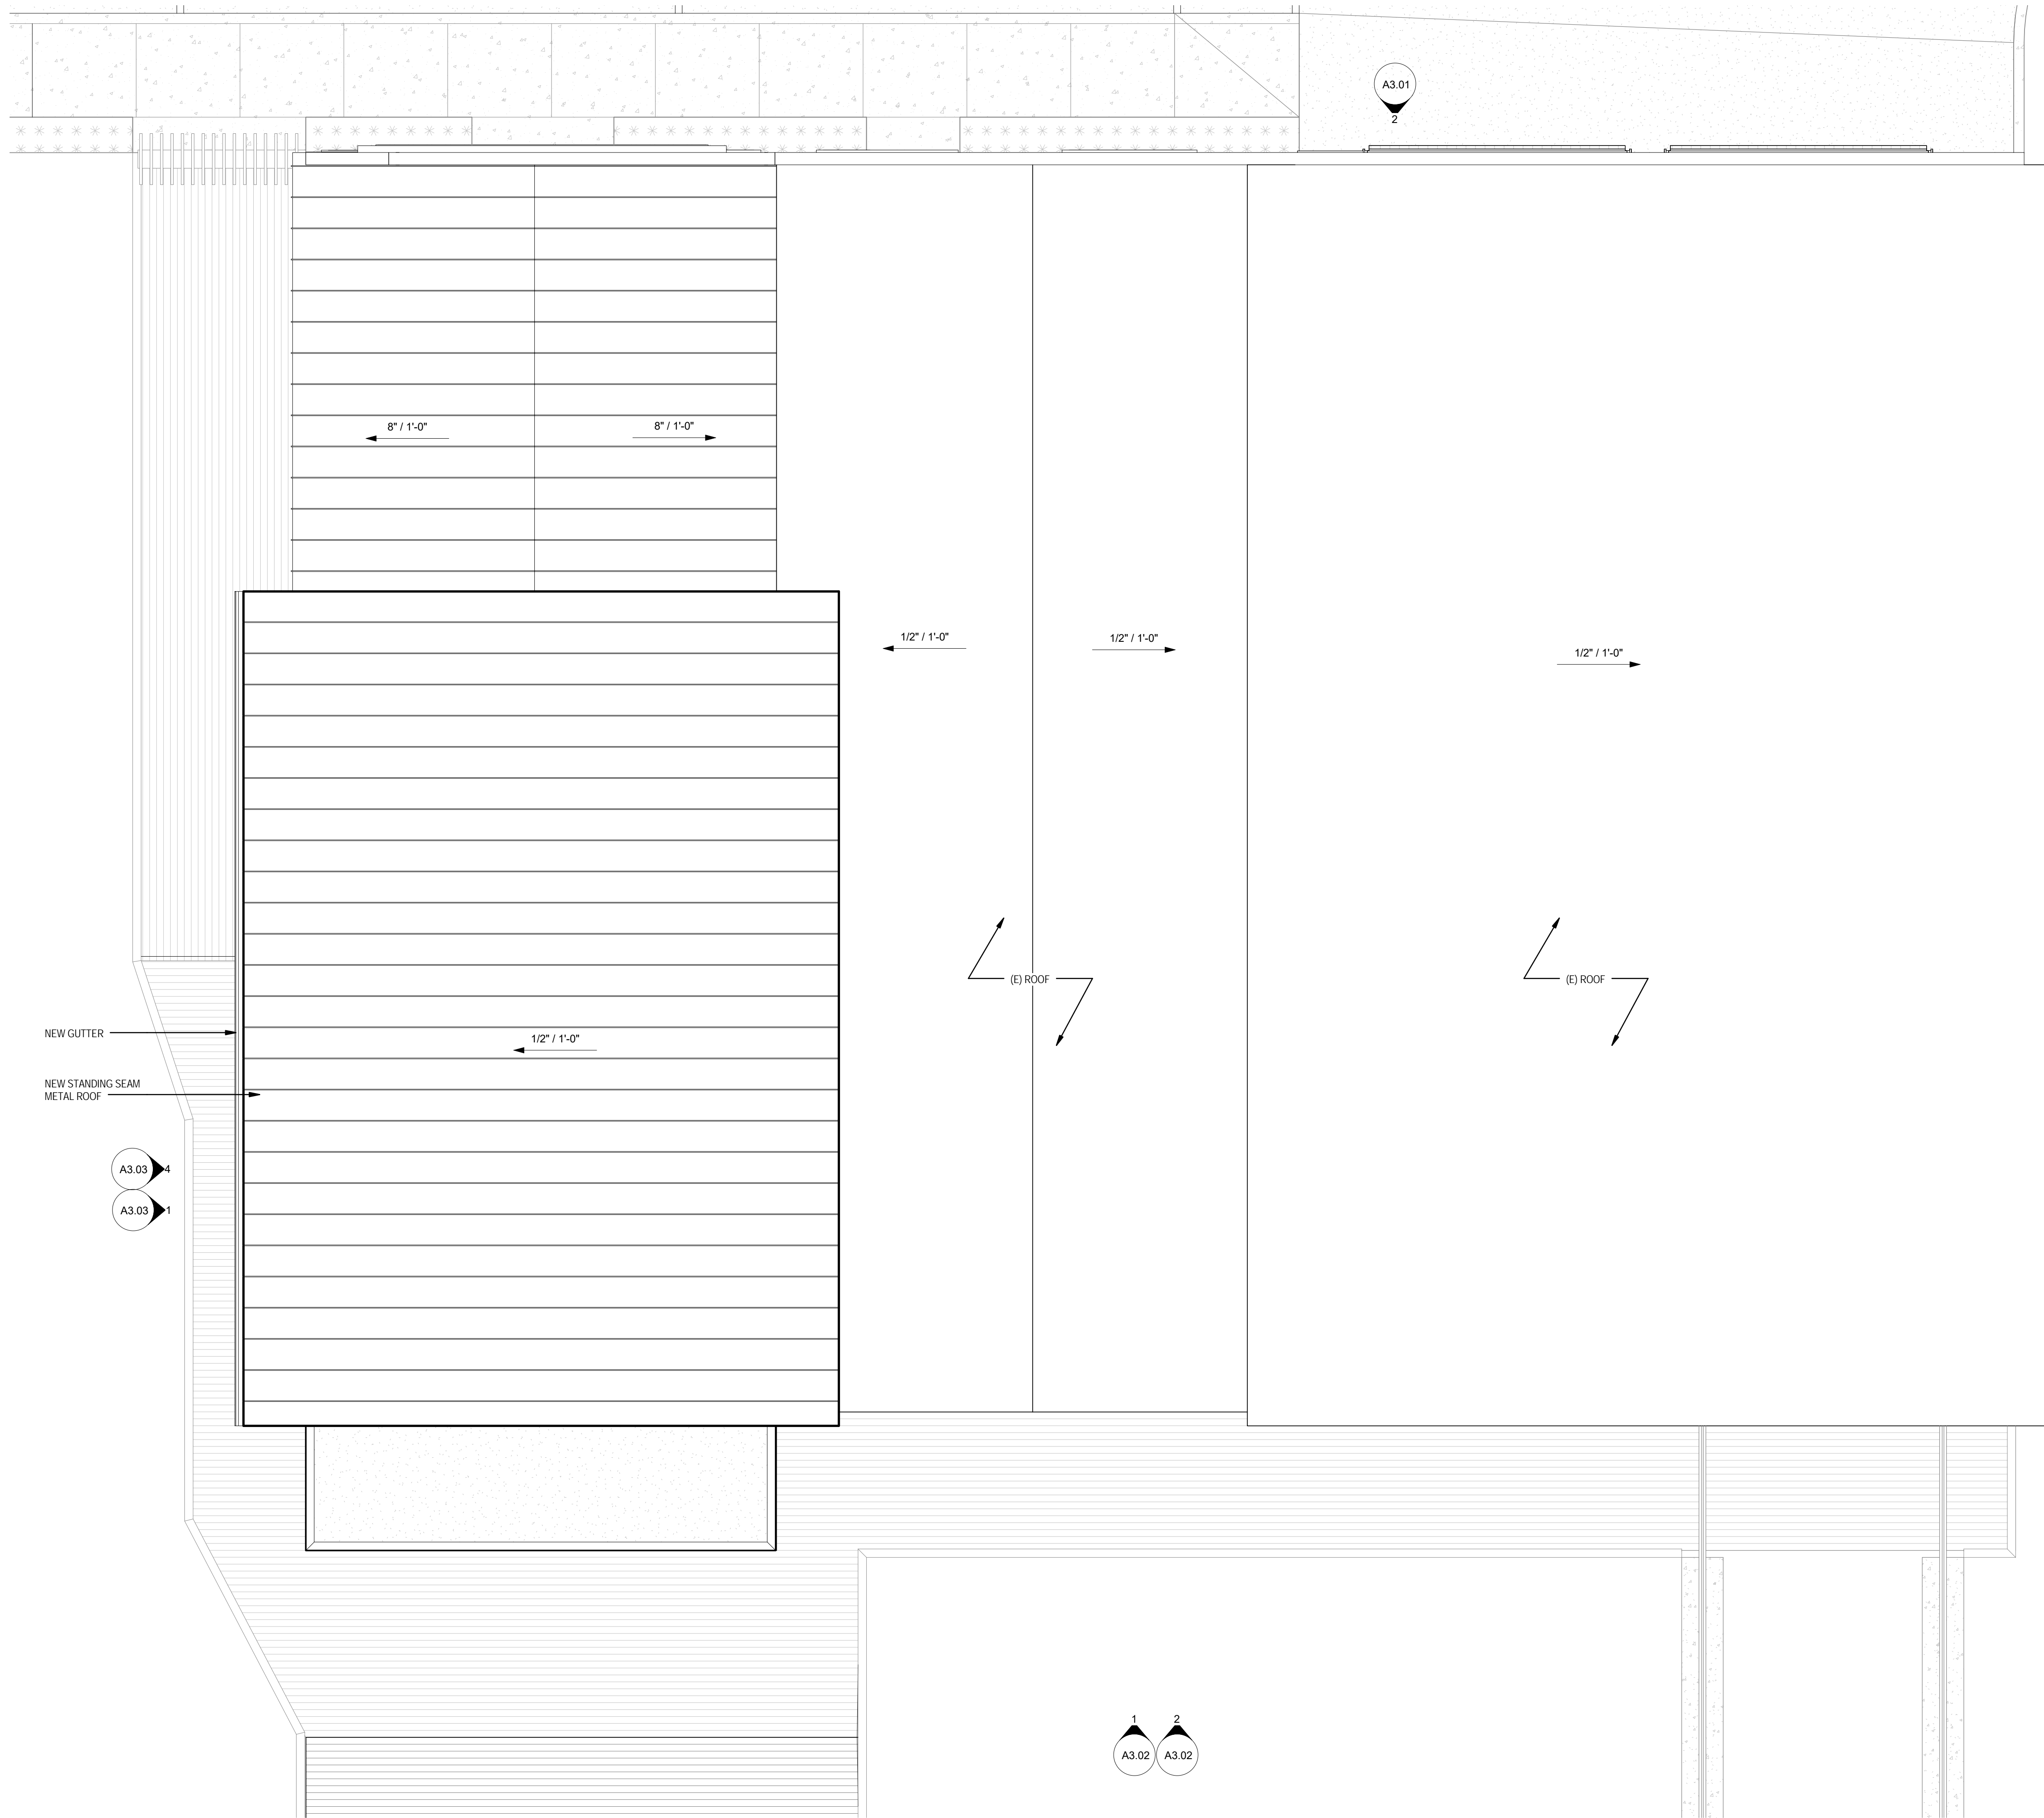 A3.01
2
8" / 1'-0"
8" / 1'-0"
1/2" / 1'-0"
1/2" / 1'-0"
1/2" / 1'-0"
(E) ROOF
(E) ROOF
NEW GUTTER
1/2" / 1'-0"
NEW STANDING SEAM
METAL ROOF
A3.03 4
A3.03 1
1 2
A3.02 A3.02